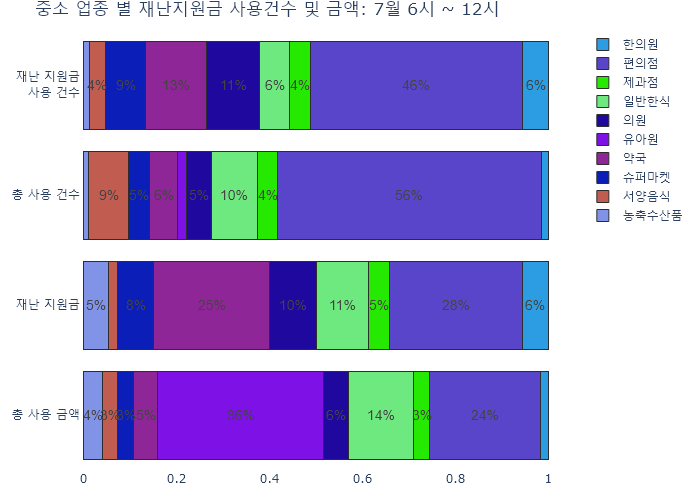 중소 업종 별 재난지원금 사용건수 및 금액: 7월 6시 ~ 12시
재난 지원금
사용 건수
4%
9%
13%
11%
6%
4%
46%
6%
총 사용 건수
9%
5%
6%
5%
10%
4%
56%
재난 지원금
5%
8%
25%
10%
11%
5%
28%
6%
총 사용 금액
4%
3%
3%
5%
36%
6%
14%
3%
24%
0
0.2
0.4
0.6
0.8
1
한의원
편의점
제과점
일반한식
의원
유아원
약국
슈퍼마켓
서양음식
농축수산품